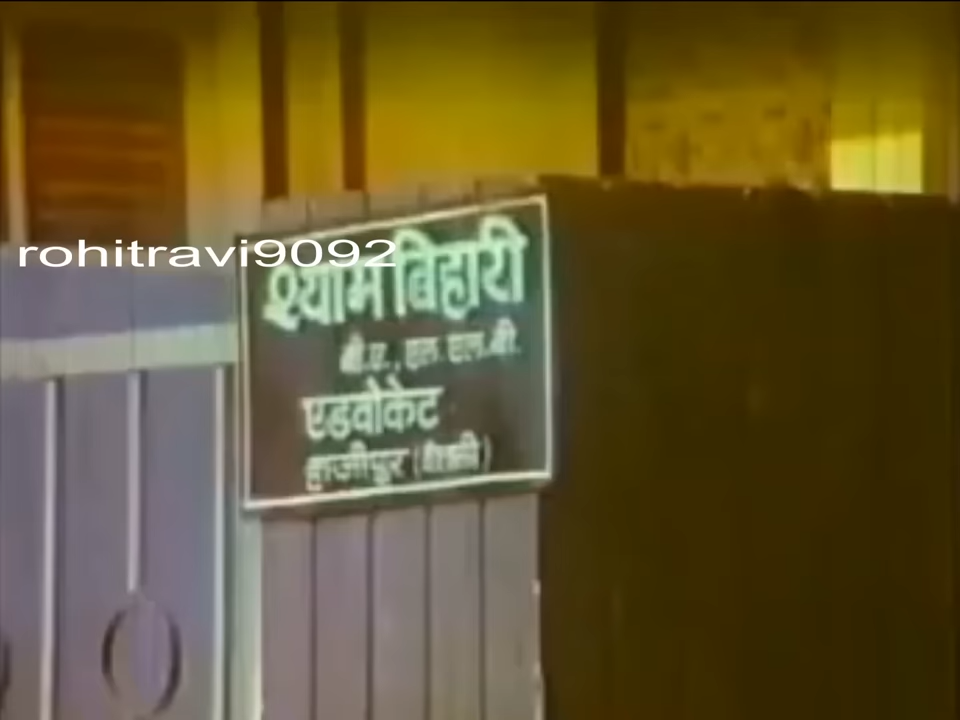 rohitravi9092
श्याम बिहारी
बी.ए., एल. एल. बी.
एडवोकेट
हाजीपुर (वैशाली)